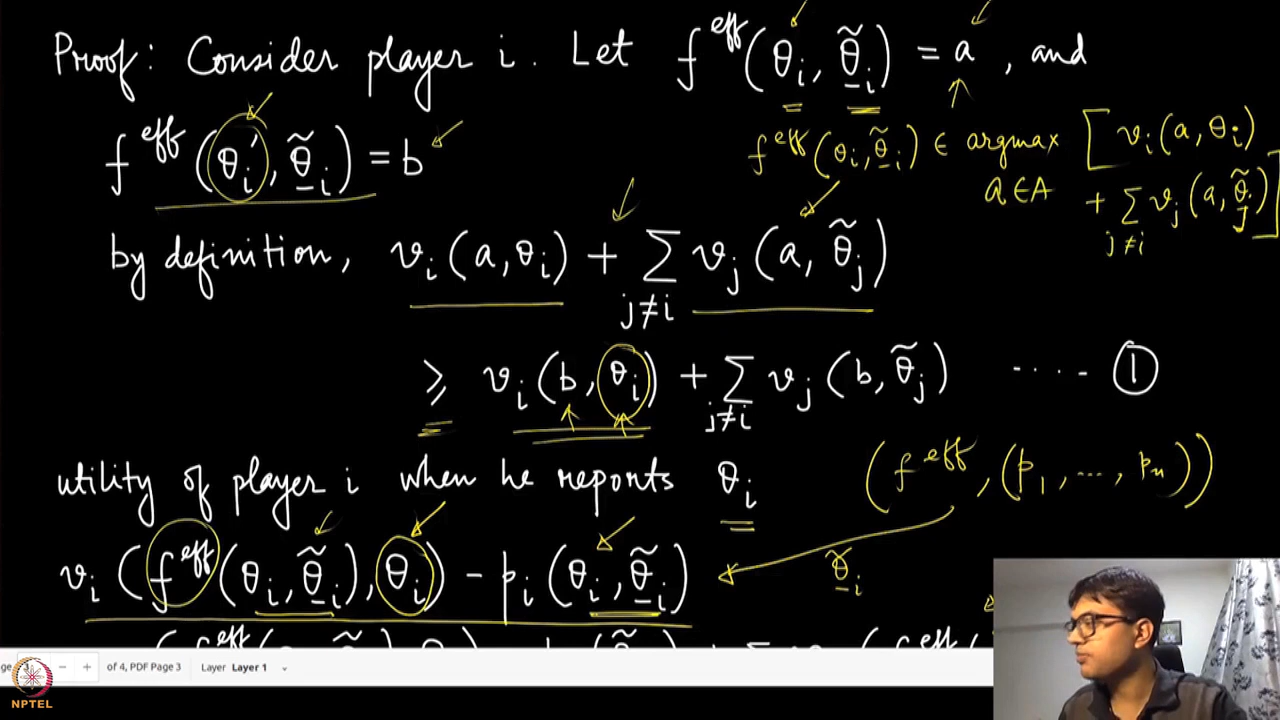 Proof: Consider player i. Let f^eff(θ_i, θ̃_-i) = a, and
f^eff(θ_i', θ̃_-i) = b
f^eff(θ_i, θ̃_-i) ∈ argmax [v_i(a, θ_i)
a∈A + Σ_{j≠i} v_j(a, θ̃_j)]
by definition, v_i(a, θ_i) + Σ_{j≠i} v_j(a, θ̃_j)
≥ v_i(b, θ_i) + Σ_{j≠i} v_j(b, θ̃_j) ..... ①
utility of player i when he reports θ_i
(f^eff, (p_1, ..., p_n))
v_i(f^eff(θ_i, θ̃_-i), θ_i) - p_i(θ_i, θ̃_-i)
θ̃_-i
of 4, PDF Page 3 Layer Layer 1
NPTEL